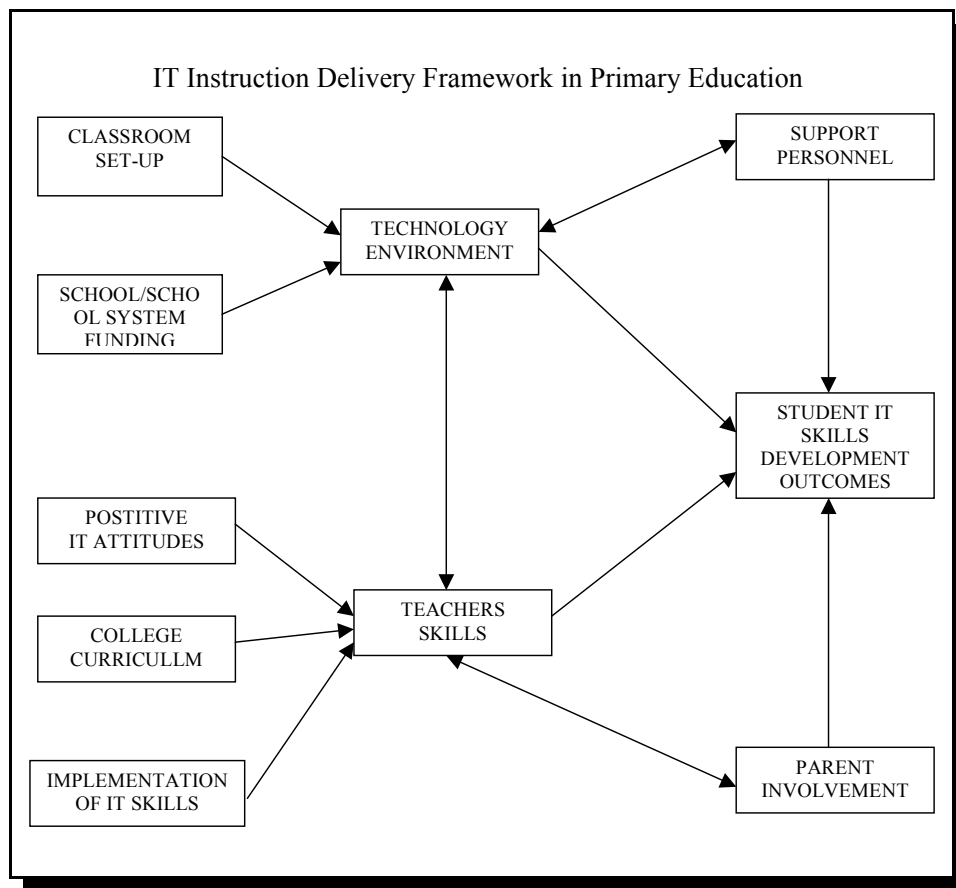 IT Instruction Delivery Framework in Primary Education
CLASSROOM
SET-UP
SUPPORT
PERSONNEL
TECHNOLOGY
ENVIRONMENT
SCHOOL/SCHO
OL SYSTEM
FUNDING
STUDENT IT
SKILLS
DEVELOPMENT
OUTCOMES
POSTITIVE
IT ATTITUDES
TEACHERS
SKILLS
COLLEGE
CURRICULLM
IMPLEMENTATION
OF IT SKILLS
PARENT
INVOLVEMENT